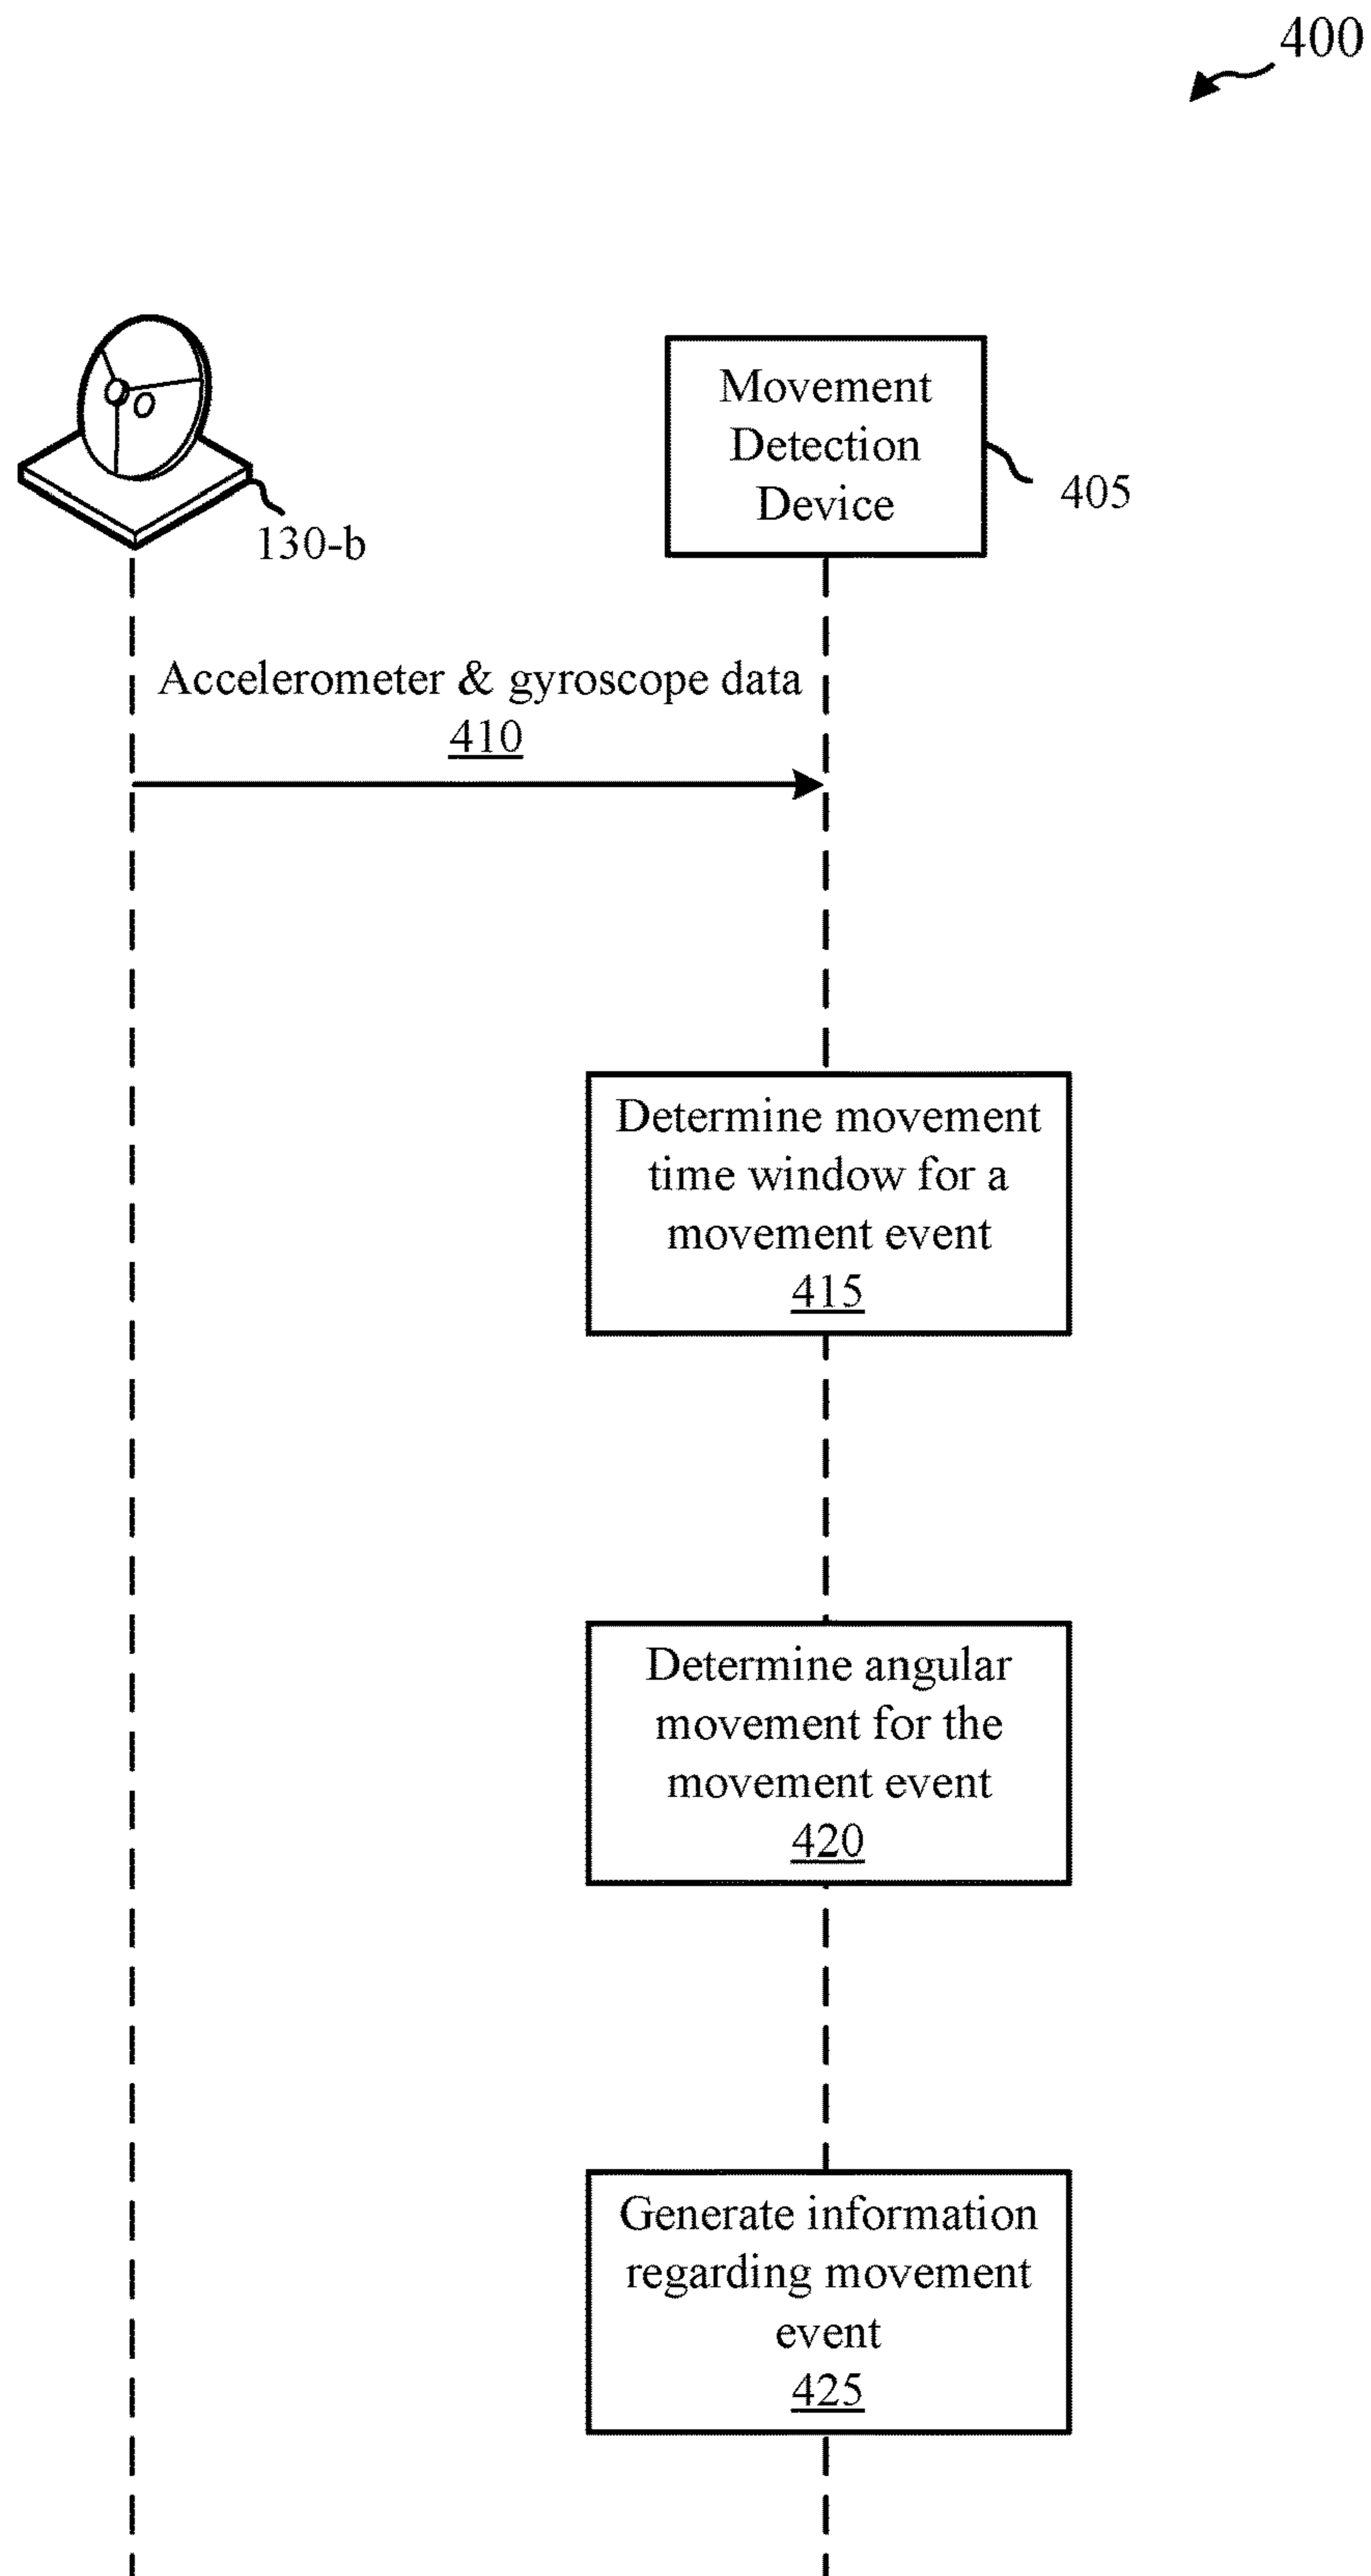 400
Movement
Detection
Device
405
130-b
Accelerometer & gyroscope data
410
Determine movement
time window for a
movement event
415
Determine angular
movement for the
movement event
420
Generate information
regarding movement
event
425